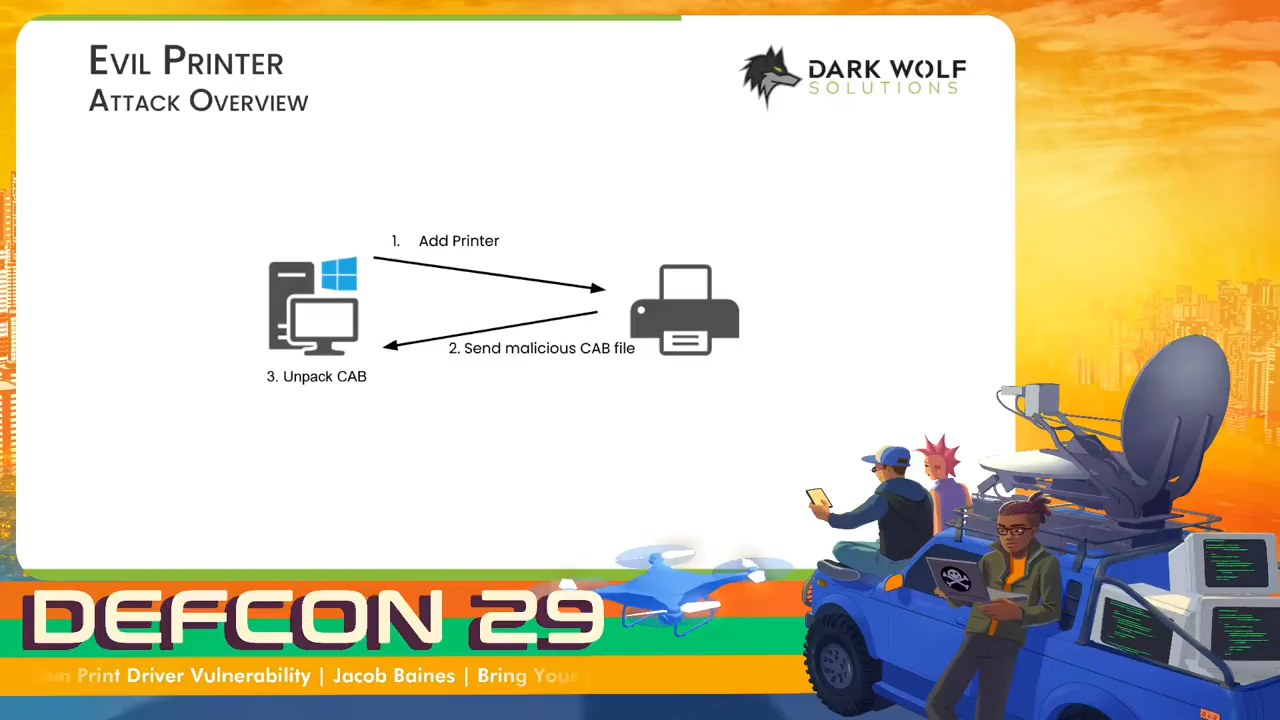 EVIL PRINTER
ATTACK OVERVIEW
DARK WOLF
SOLUTIONS
1. Add Printer
2. Send malicious CAB file
3. Unpack CAB
DEFCON 29
Print Driver Vulnerability | Jacob Baines | Bring Your